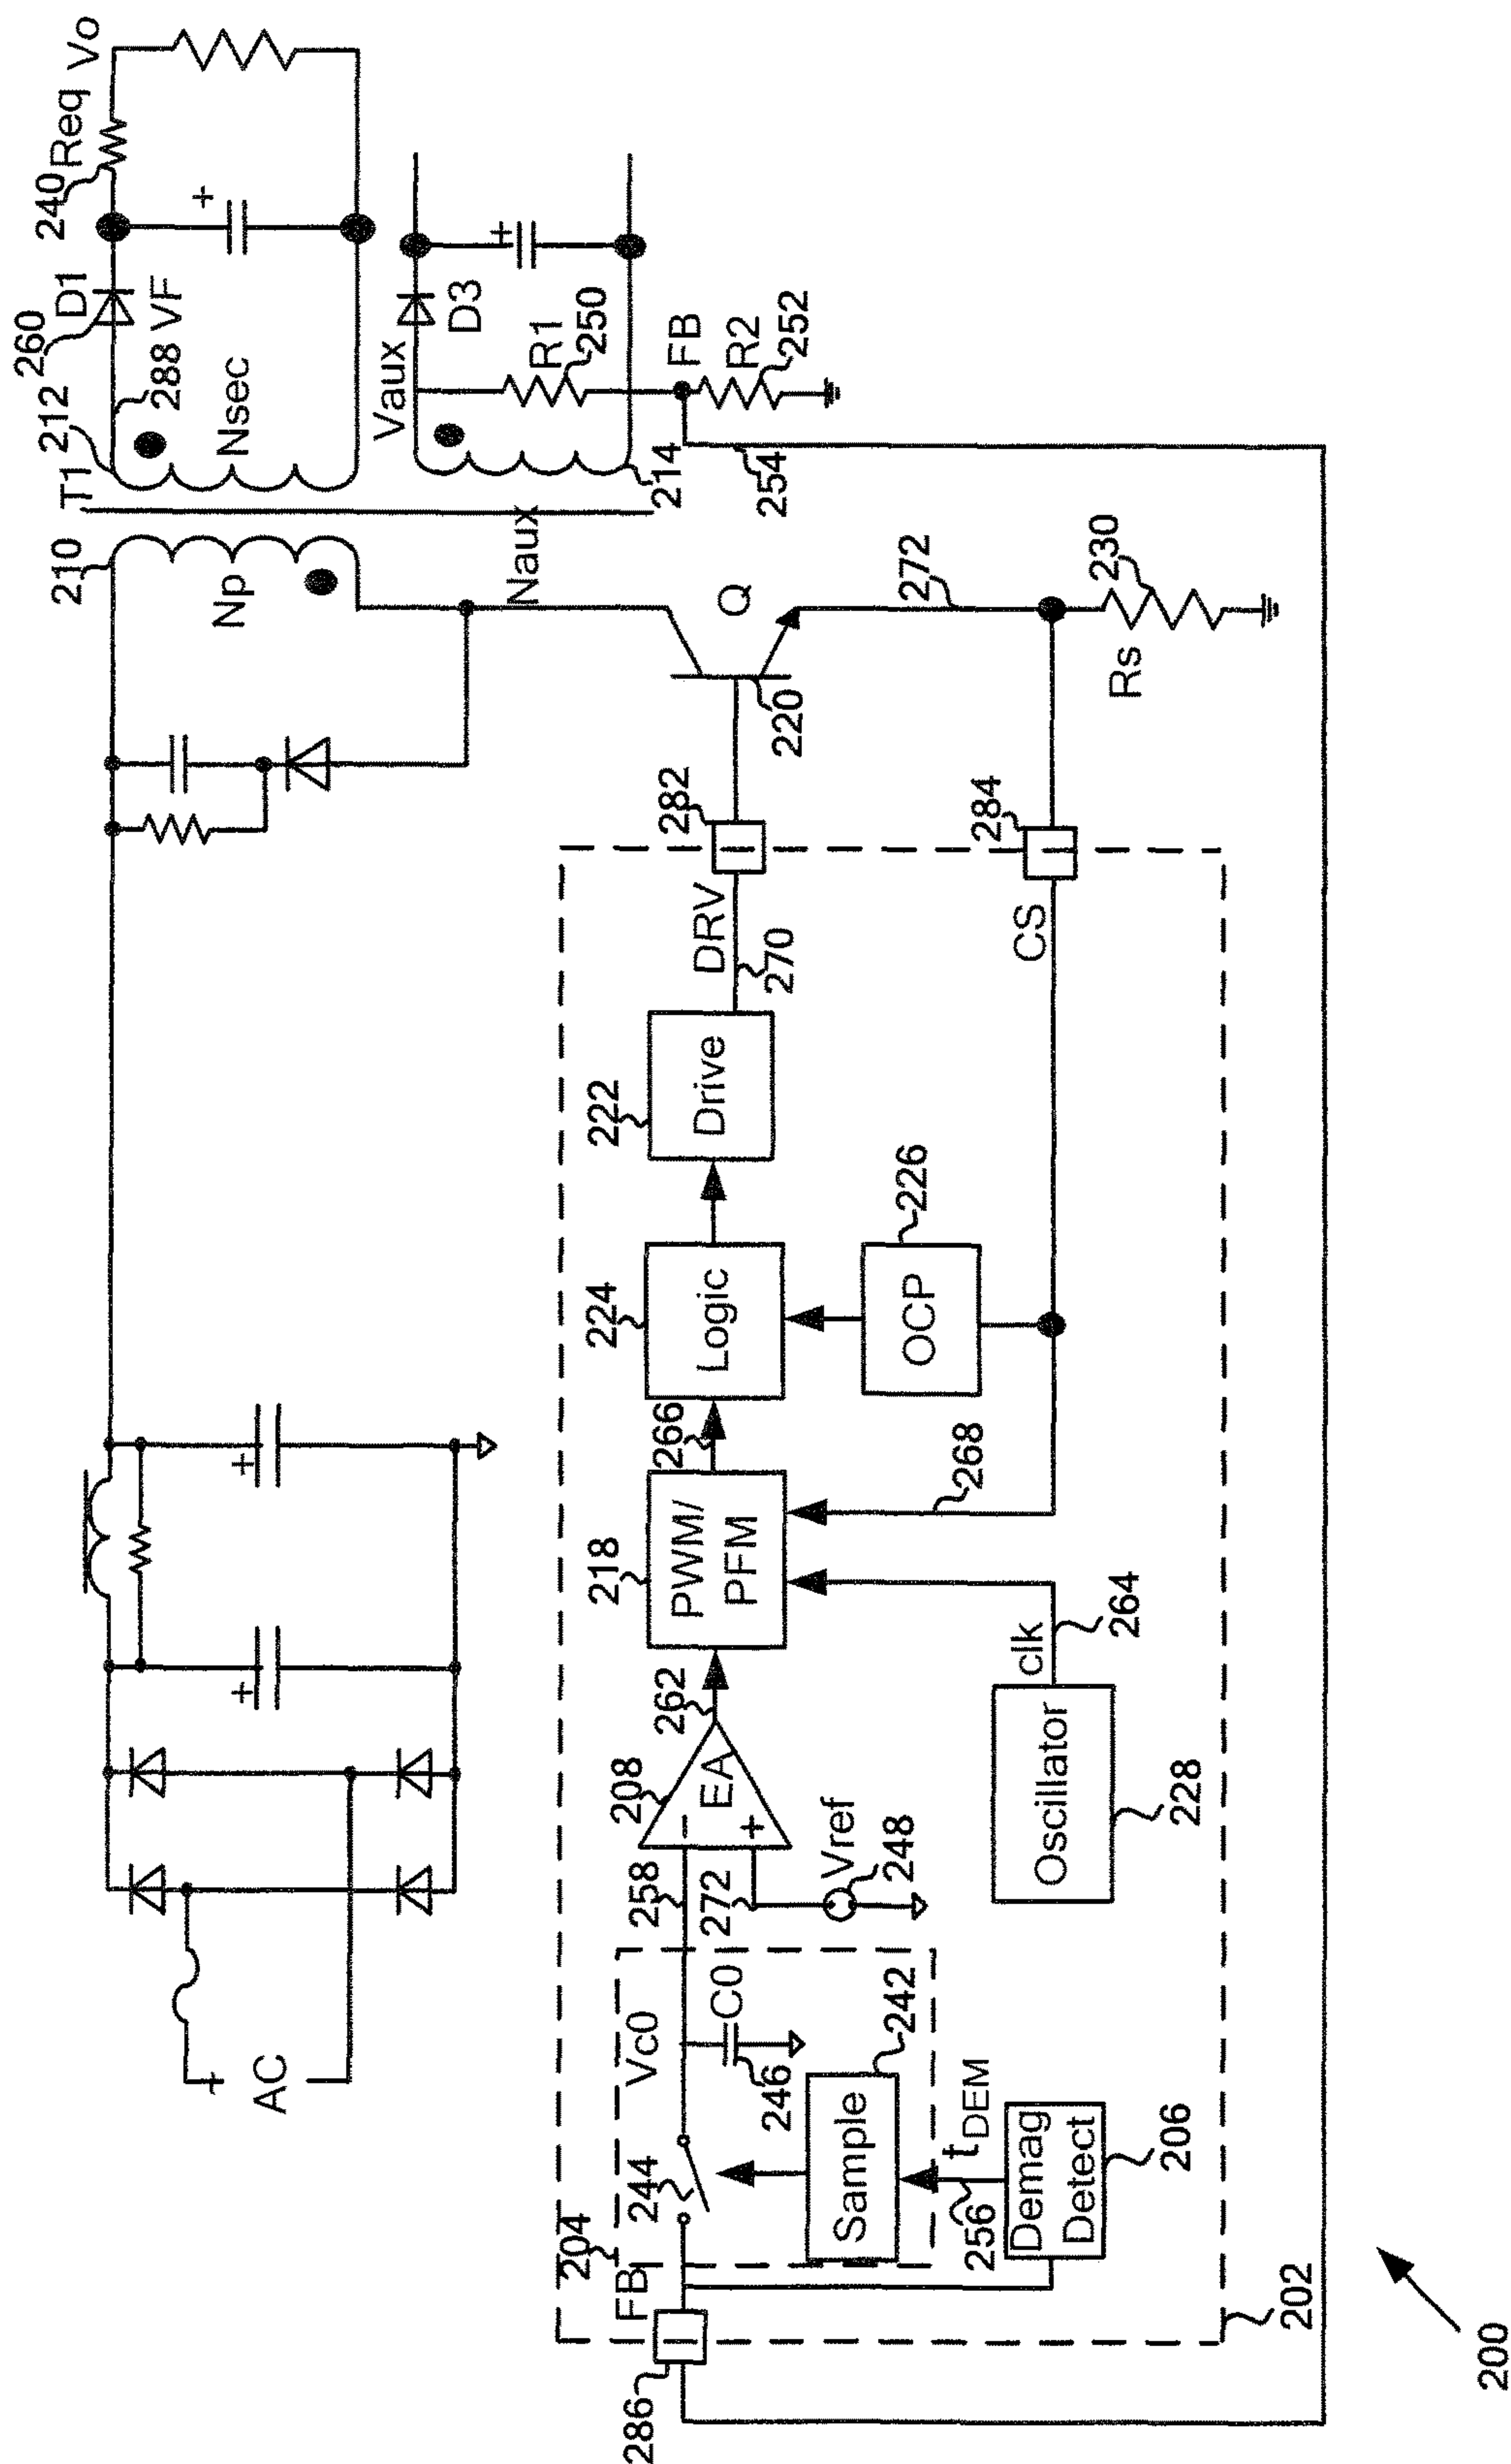 T1
212
260
D1
240
Req
Vo
288
VF
Nsec
210
Np
Naux
Vaux
D3
R1
250
FB
R2
252
214
254
+
+
+
+
+
AC
Q
220
272
Rs
230
282
284
DRV
270
CS
222
Drive
224
Logic
226
OCP
266
268
218
PWM/
PFM
262
208
EA
−
+
258
272
Vref
248
clk
264
Oscillator
228
204
FB
244
Vc0
C0
246
Sample
242
256
tDEM
Demag
Detect
206
286
202
200